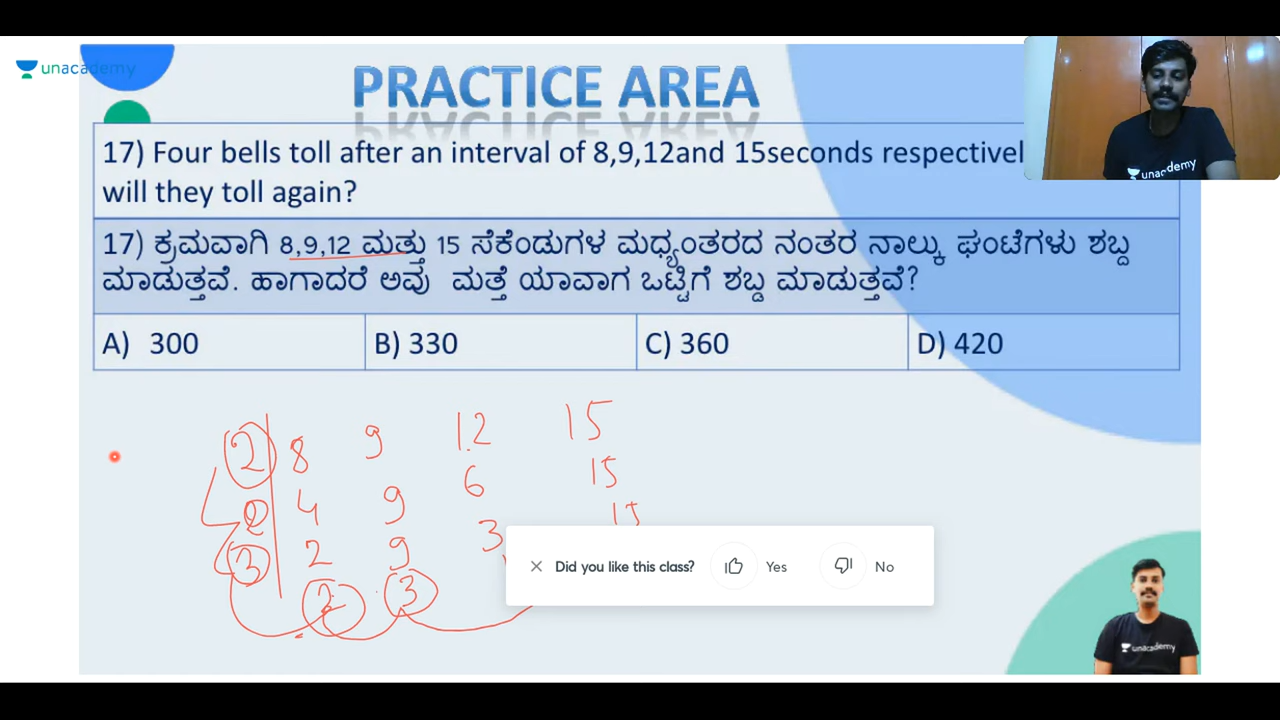 unacademy
PRACTICE AREA
unacademy
17) Four bells toll after an interval of 8,9,12and 15seconds respectivel
will they toll again?
17) ಕ್ರಮವಾಗಿ 8,9,12 ಮತ್ತು 15 ಸೆಕೆಂಡುಗಳ ಮಧ್ಯಂತರದ ನಂತರ ನಾಲ್ಕು ಘಂಟೆಗಳು ಶಬ್ದ
ಮಾಡುತ್ತವೆ. ಹಾಗಾದರೆ ಅವು ಮತ್ತೆ ಯಾವಾಗ ಒಟ್ಟಿಗೆ ಶಬ್ಧ ಮಾಡುತ್ತವೆ?
A) 300 B) 330 C) 360 D) 420
2 8 9 12 15
2 4 9 6 15
3 2 9 3 15
2 3
Did you like this class? Yes No
unacademy